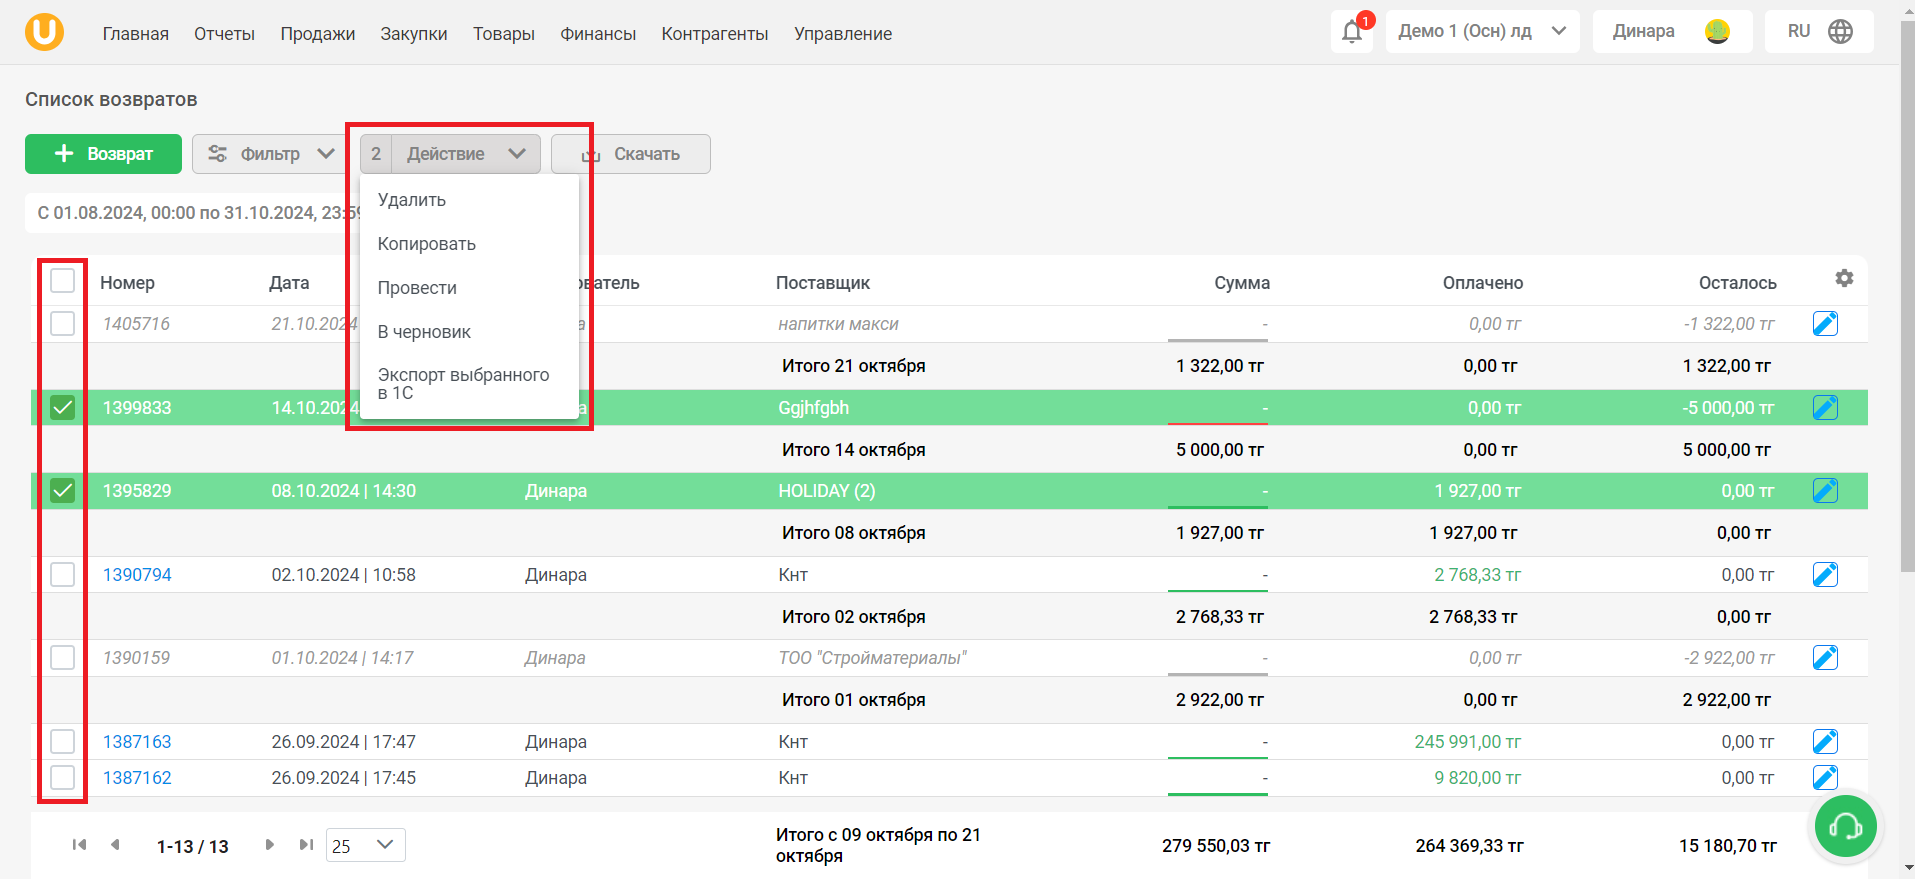 Главная Отчеты Продажи Закупки Товары Финансы Контрагенты Управление 1 Демо 1 (Осн) лд Динара RU
Список возвратов
Возврат Фильтр 2 Действие Скачать
С 01.08.2024, 00:00 по 31.10.2024, 23:59
Удалить
Копировать
Провести
В черновик
Экспорт выбранного
в 1С
Номер Дата ователь Поставщик Сумма Оплачено Осталось
1405716 21.10.2024 а напитки макси - 0,00 тг -1 322,00 тг
Итого 21 октября 1 322,00 тг 0,00 тг 1 322,00 тг
1399833 14.10.2024 а Ggjhfgbh - 0,00 тг -5 000,00 тг
Итого 14 октября 5 000,00 тг 0,00 тг 5 000,00 тг
1395829 08.10.2024 | 14:30 Динара HOLIDAY (2) - 1 927,00 тг 0,00 тг
Итого 08 октября 1 927,00 тг 1 927,00 тг 0,00 тг
1390794 02.10.2024 | 10:58 Динара Кнт - 2 768,33 тг 0,00 тг
Итого 02 октября 2 768,33 тг 2 768,33 тг 0,00 тг
1390159 01.10.2024 | 14:17 Динара ТОО "Стройматериалы" - 0,00 тг -2 922,00 тг
Итого 01 октября 2 922,00 тг 0,00 тг 2 922,00 тг
1387163 26.09.2024 | 17:47 Динара Кнт - 245 991,00 тг 0,00 тг
1387162 26.09.2024 | 17:45 Динара Кнт - 9 820,00 тг 0,00 тг
1-13 / 13 25 Итого с 09 октября по 21
октября 279 550,03 тг 264 369,33 тг 15 180,70 тг